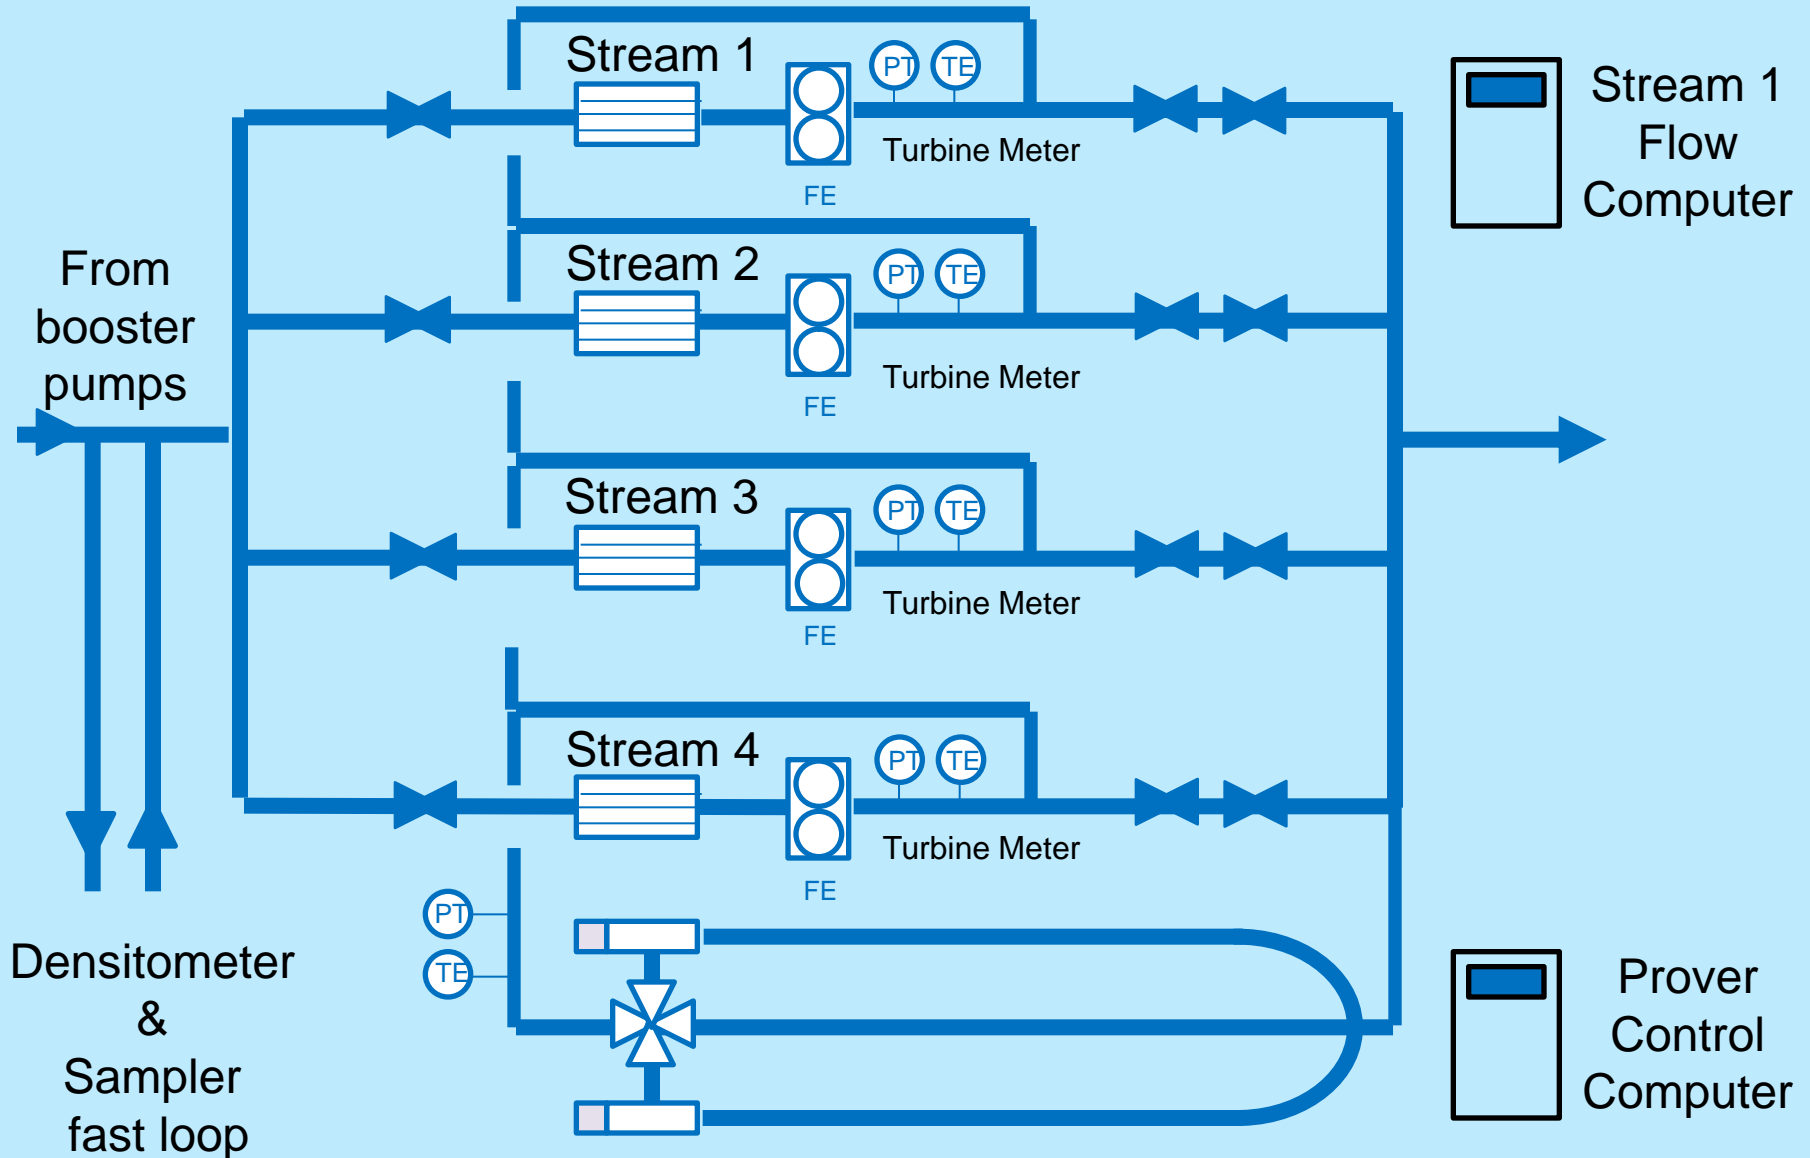 Stream 1
PT
TE
Turbine Meter
FE
Stream 1
Flow
Computer
From
booster
pumps
Stream 2
PT
TE
Turbine Meter
FE
Stream 3
PT
TE
Turbine Meter
FE
Stream 4
PT
TE
Turbine Meter
FE
PT
TE
Densitometer
&
Sampler
fast loop
Prover
Control
Computer